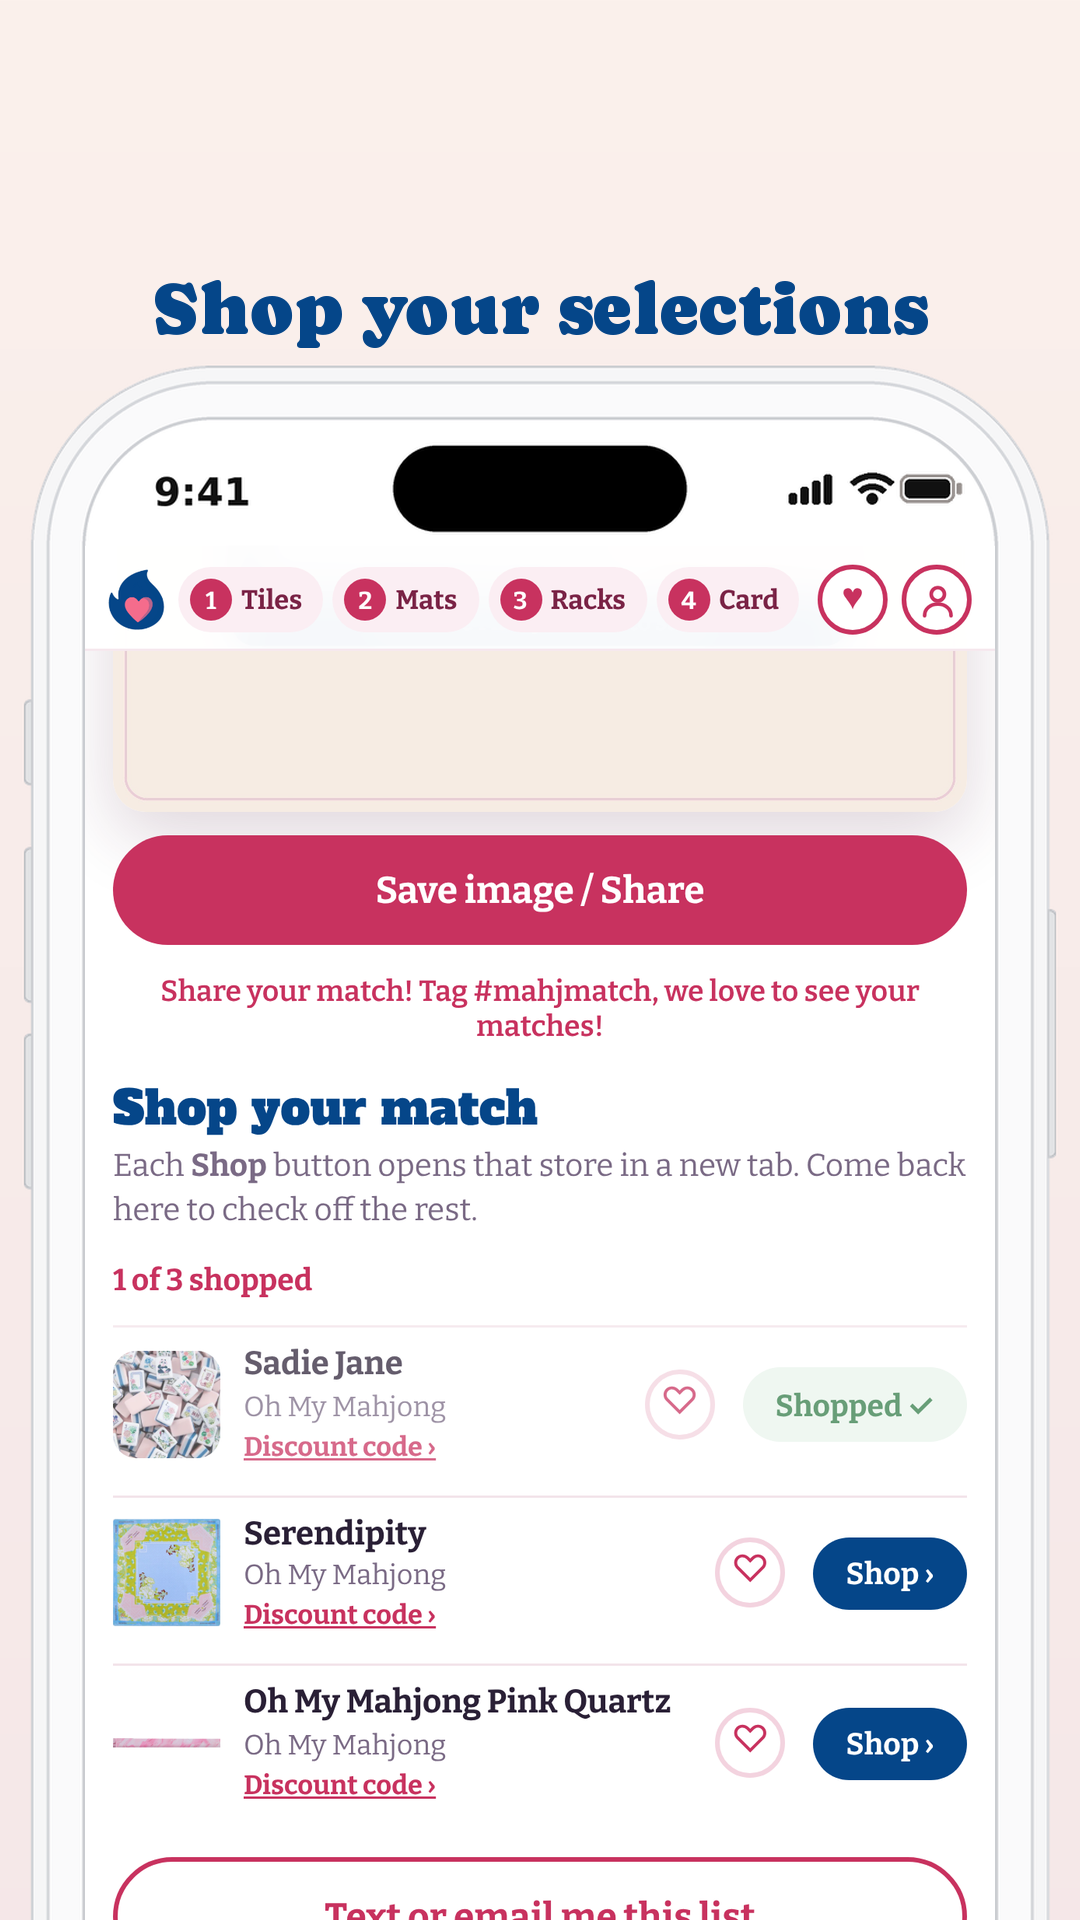 Shop your selections
9:41
1 Tiles 2 Mats 3 Racks 4 Card
Save image / Share
Share your match! Tag #mahjmatch, we love to see your
matches!
Shop your match
Each Shop button opens that store in a new tab. Come back
here to check off the rest.
1 of 3 shopped
Sadie Jane
Oh My Mahjong
Discount code ›
Shopped ✓
Serendipity
Oh My Mahjong
Discount code ›
Shop ›
Oh My Mahjong Pink Quartz
Oh My Mahjong
Discount code ›
Shop ›
Text or email me this list